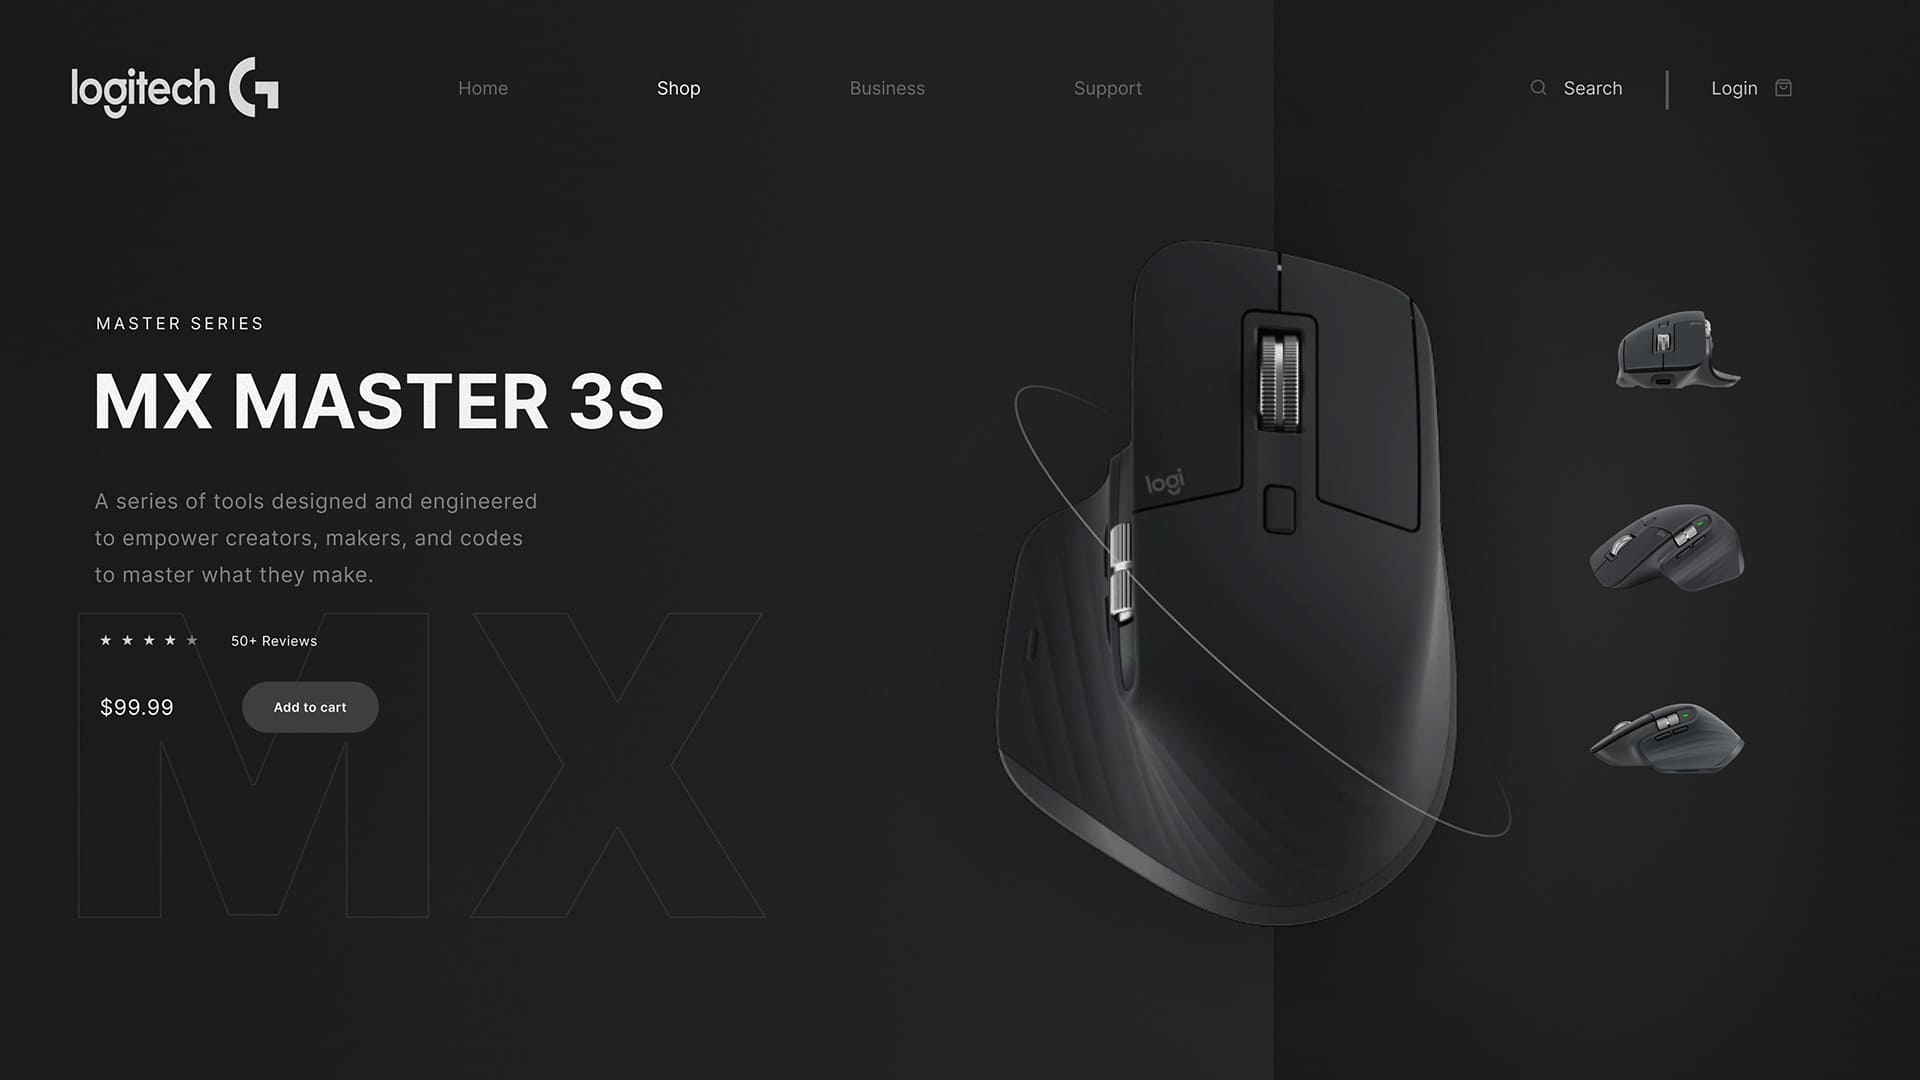 logitech G
Home
Shop
Business
Support
Search
Login
MASTER SERIES
MX MASTER 3S
A series of tools designed and engineered
to empower creators, makers, and codes
to master what they make.
★ ★ ★ ★ ★ 50+ Reviews
$99.99
Add to cart
MX
logi